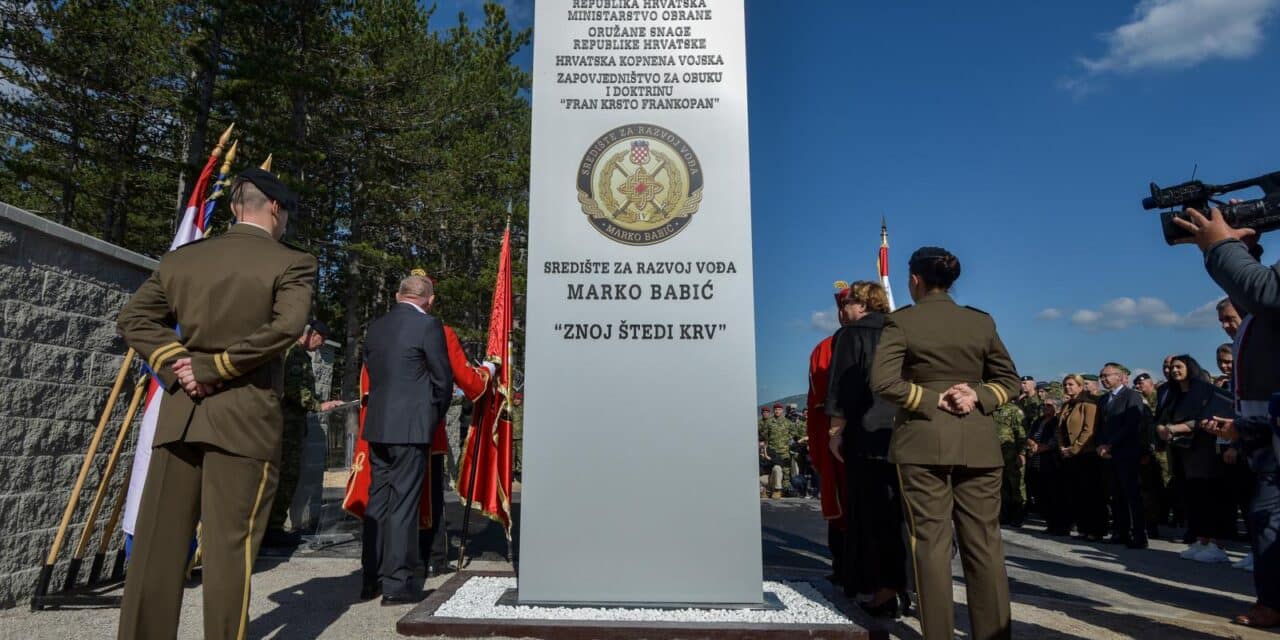 REPUBLIKA HRVATSKA
MINISTARSTVO OBRANE
ORUŽANE SNAGE
REPUBLIKE HRVATSKE
HRVATSKA KOPNENA VOJSKA
ZAPOVJEDNIŠTVO ZA OBUKU
I DOKTRINU
“FRAN KRSTO FRANKOPAN”
SREDIŠTE ZA RAZVOJ VOĐA
HV
• MARKO BABIĆ •
SREDIŠTE ZA RAZVOJ VOĐA
MARKO BABIĆ
“ZNOJ ŠTEDI KRV”